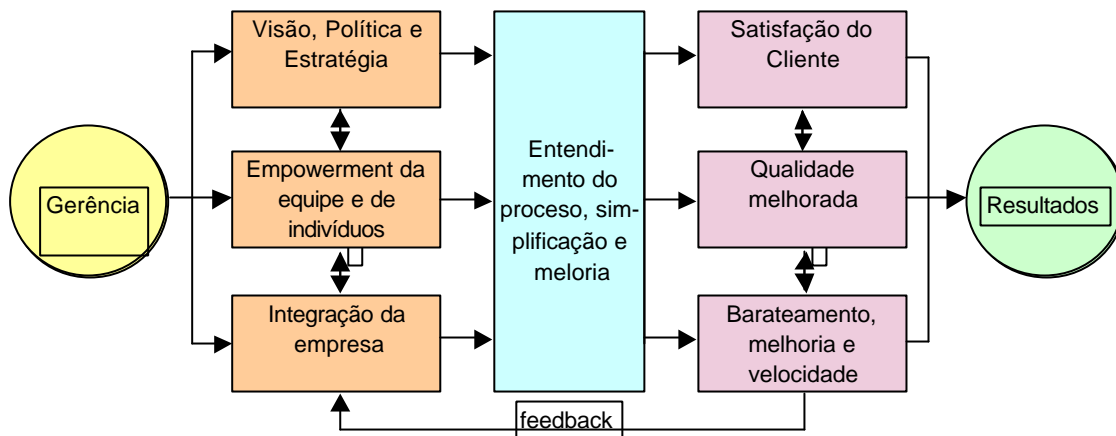 Gerência
Visão, Política e
Estratégia
Empowerment da
equipe e de
indivíduos
Integração da
empresa
Entendi-
mento do
proceso, sim-
plificação e
meloria
Satisfação do
Cliente
Qualidade
melhorada
Barateamento,
melhoria e
velocidade
Resultados
feedback